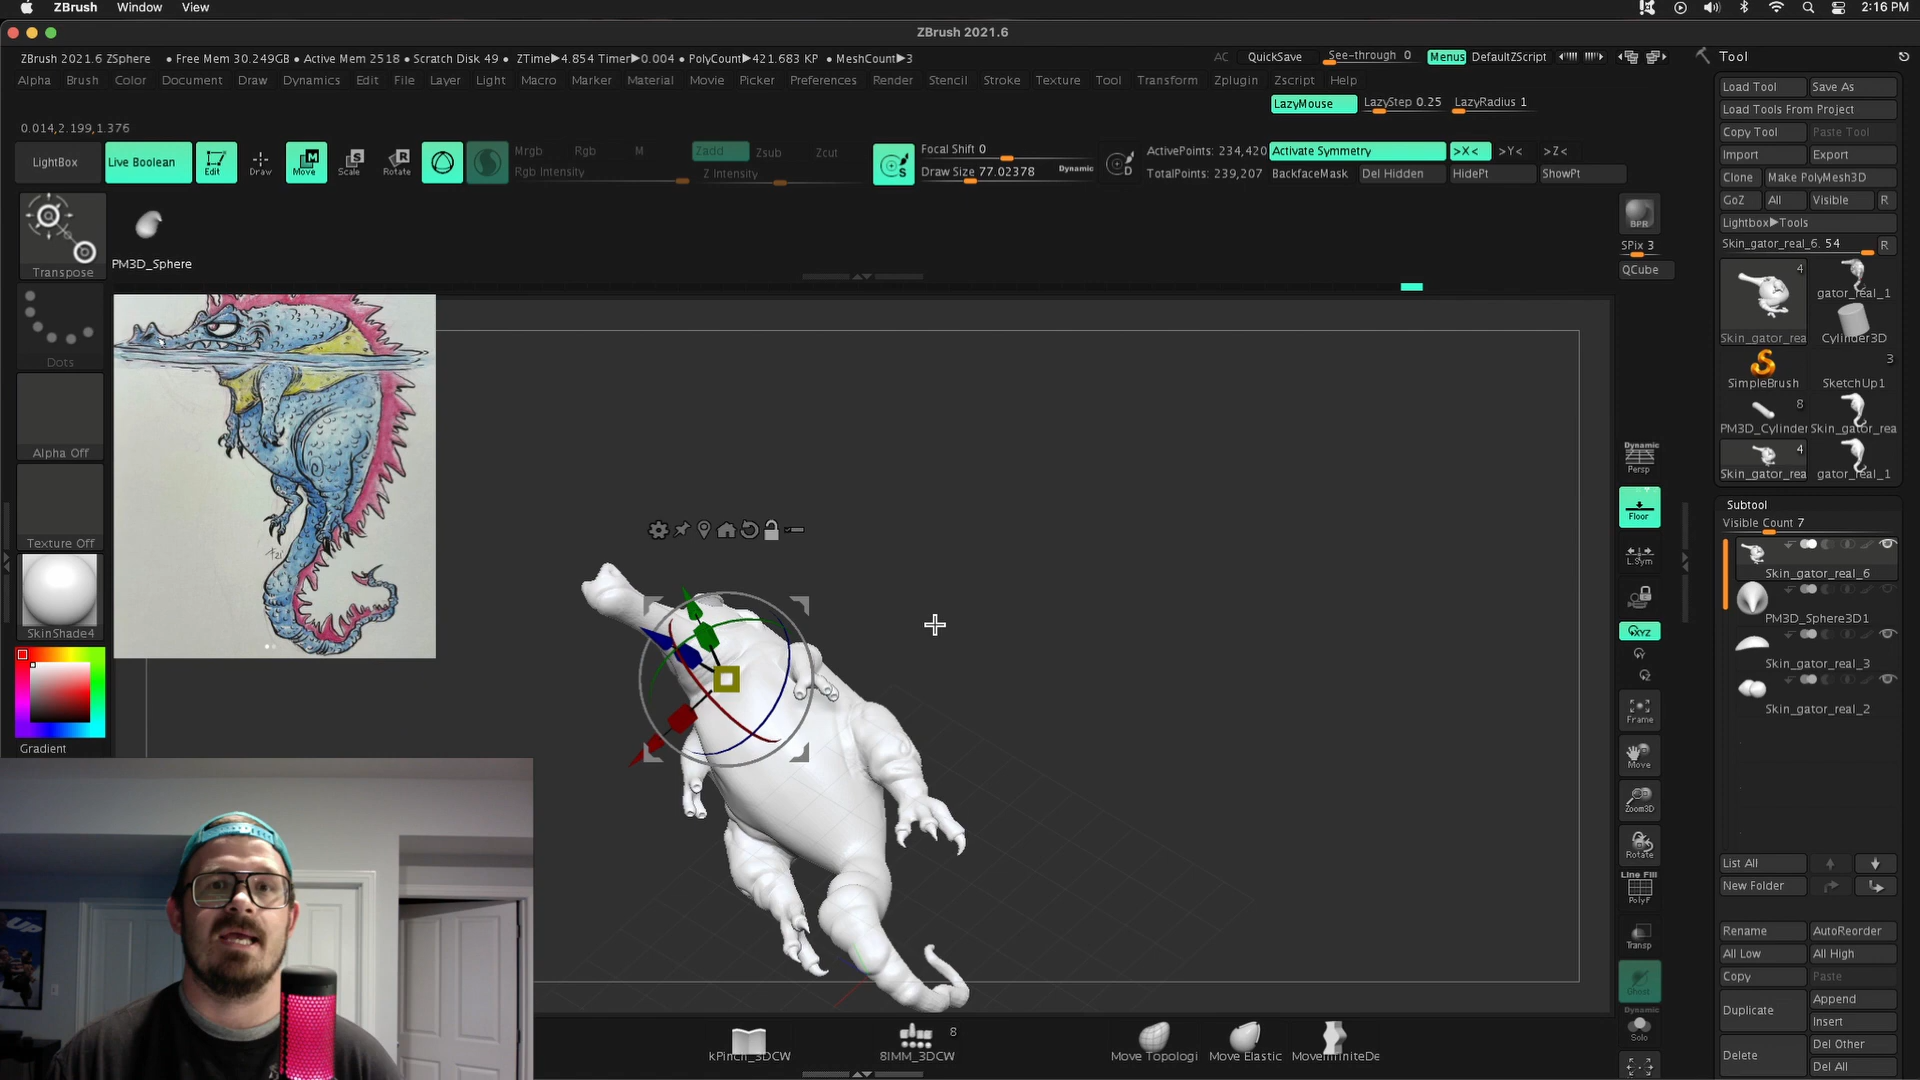 ZBrush Window View 2:16 PM
ZBrush 2021.6
ZBrush 2021.6 ZSphere • Free Mem 30.249GB • Active Mem 2518 • Scratch Disk 49 • ZTime▶4.854 Timer▶0.004 • PolyCount▶421.683 KP • MeshCount▶3
AC QuickSave See-through 0 Menus DefaultZScript
Alpha Brush Color Document Draw Dynamics Edit File Layer Light Macro Marker Material Movie Picker Preferences Render Stencil Stroke Texture Tool Transform Zplugin Zscript Help
LazyMouse LazyStep 0.25 LazyRadius 1
0.014,2.199,1.376
LightBox Live Boolean Edit Draw Move Scale Rotate
Mrgb Rgb M Zadd Zsub Zcut
Rgb Intensity Z Intensity
Focal Shift 0
Draw Size 77.02378 Dynamic
ActivePoints: 234,420 Activate Symmetry >X< >Y< >Z<
TotalPoints: 239,207 BackfaceMask Del Hidden HidePt ShowPt
Transpose
PM3D_Sphere
Dots
Alpha Off
Texture Off
SkinShade4
Gradient
BPR
SPix 3
QCube
Dynamic
Persp
Floor
L.Sym
XYZ
Y
Z
Frame
Move
Zoom3D
Rotate
Line Fill
PolyF
Transp
Ghost
Dynamic
Solo
Tool
Load Tool Save As
Load Tools From Project
Copy Tool Paste Tool
Import Export
Clone Make PolyMesh3D
GoZ All Visible R
Lightbox▶Tools
Skin_gator_real_6. 54 R
4
gator_real_1
Skin_gator_rea Cylinder3D
3
SimpleBrush SketchUp1
8
PM3D_Cylinder Skin_gator_rea
4
Skin_gator_rea gator_real_1
Subtool
Visible Count 7
Skin_gator_real_6
PM3D_Sphere3D1
Skin_gator_real_3
Skin_gator_real_2
List All
New Folder
Rename AutoReorder
All Low All High
Copy Paste
Duplicate Append
Insert
Delete Del Other
Del All
UP
kPinch_3DCW
8
8IMM_3DCW
Move Topologi
Move Elastic